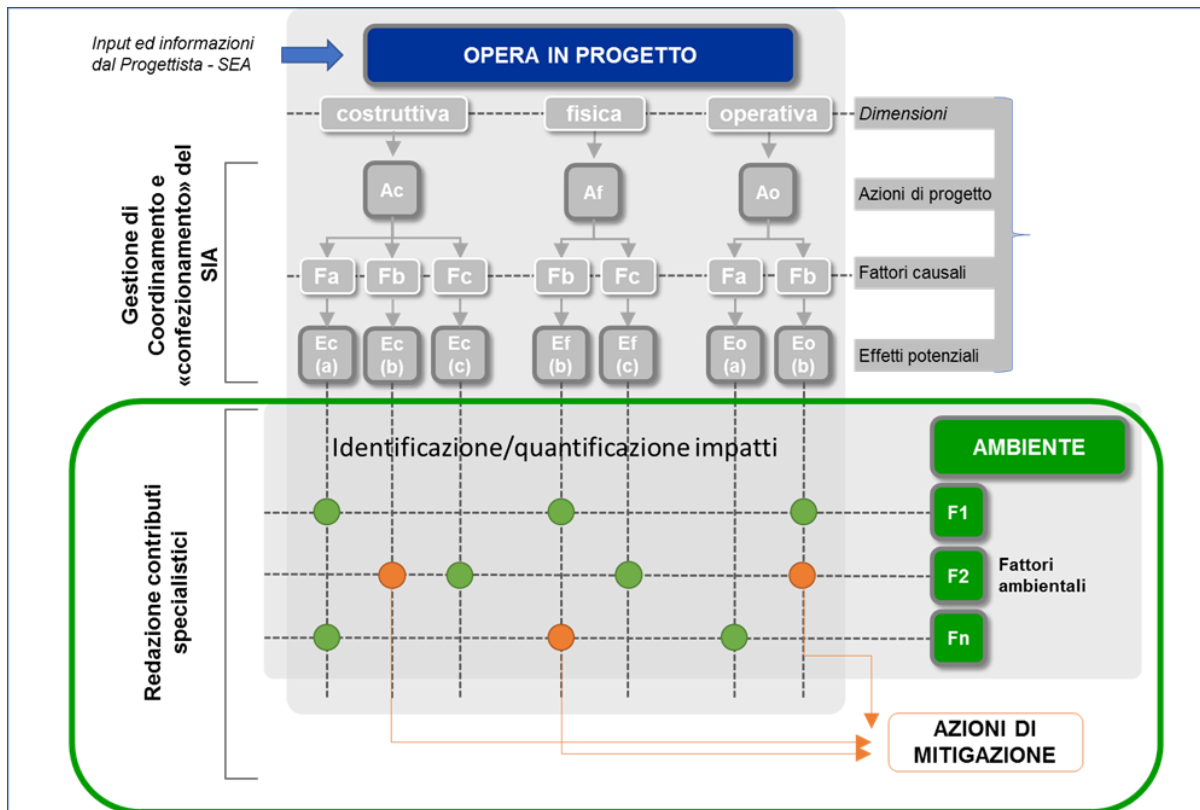 Input ed informazioni
dal Progettista - SEA
OPERA IN PROGETTO
costruttiva
fisica
operativa
Dimensioni
Gestione di
Coordinamento e
«confezionamento» del
SIA
Ac
Af
Ao
Azioni di progetto
Fa
Fb
Fc
Fb
Fc
Fa
Fb
Fattori causali
Ec
(a)
Ec
(b)
Ec
(c)
Ef
(b)
Ef
(c)
Eo
(a)
Eo
(b)
Effetti potenziali
Redazione contributi
specialistici
Identificazione/quantificazione impatti
AMBIENTE
F1
F2
Fattori
ambientali
Fn
AZIONI DI
MITIGAZIONE